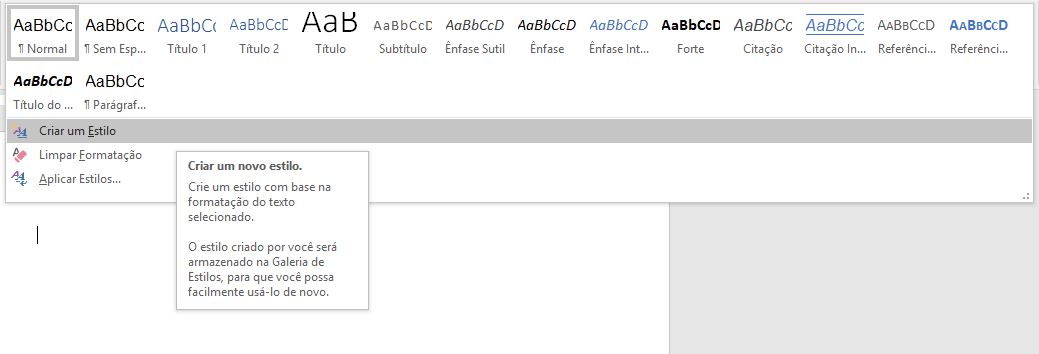 AaBbCc AaBbCc AaBbCc AaBbCc AaB AaBbCcD AaBbCcD AaBbCcD AaBbCcD AaBbCcD AaBbCcD AaBbCcD AaBbCcD AaBbCcD
¶ Normal ¶ Sem Esp... Título 1 Título 2 Título Subtítulo Ênfase Sutil Ênfase Ênfase Int... Forte Citação Citação In... Referênci... Referênci...
AaBbCcD AaBbCc
Título do ... ¶ Parágraf...
Criar um Estilo
Limpar Formatação
Aplicar Estilos...
Criar um novo estilo.
Crie um estilo com base na
formatação do texto
selecionado.
O estilo criado por você será
armazenado na Galeria de
Estilos, para que você possa
facilmente usá-lo de novo.